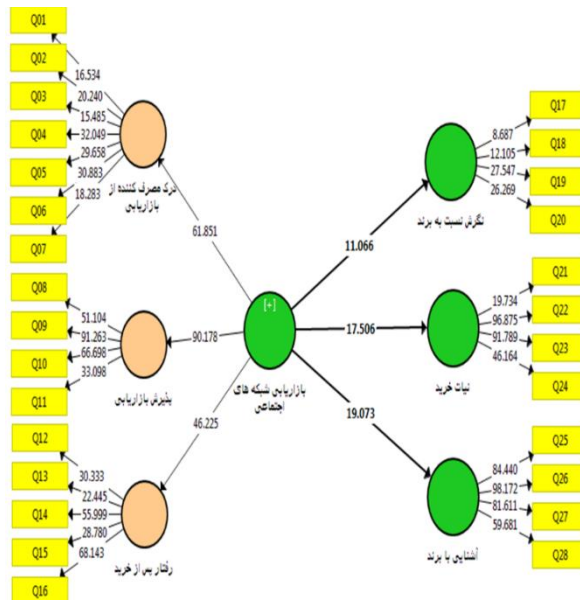 Q01
Q02
Q03
Q04
Q05
Q06
Q07
16.534
20.240
15.485
32.049
29.658
30.883
18.283
درک مصرف کننده از
بازاریابی
61.851
Q08
Q09
Q10
Q11
51.104
91.263
66.698
33.098
پذیرش بازاریابی
90.178
Q12
Q13
Q14
Q15
Q16
30.333
22.445
55.999
28.780
68.143
رفتار پس از خرید
46.225
[+]
بازاریابی شبکه های
اجتماعی
11.066
17.506
19.073
نگرش نسبت به برند
8.687
12.105
27.547
26.269
Q17
Q18
Q19
Q20
نیات خرید
19.734
96.875
91.789
46.164
Q21
Q22
Q23
Q24
آشنایی با برند
84.440
98.172
81.611
59.681
Q25
Q26
Q27
Q28